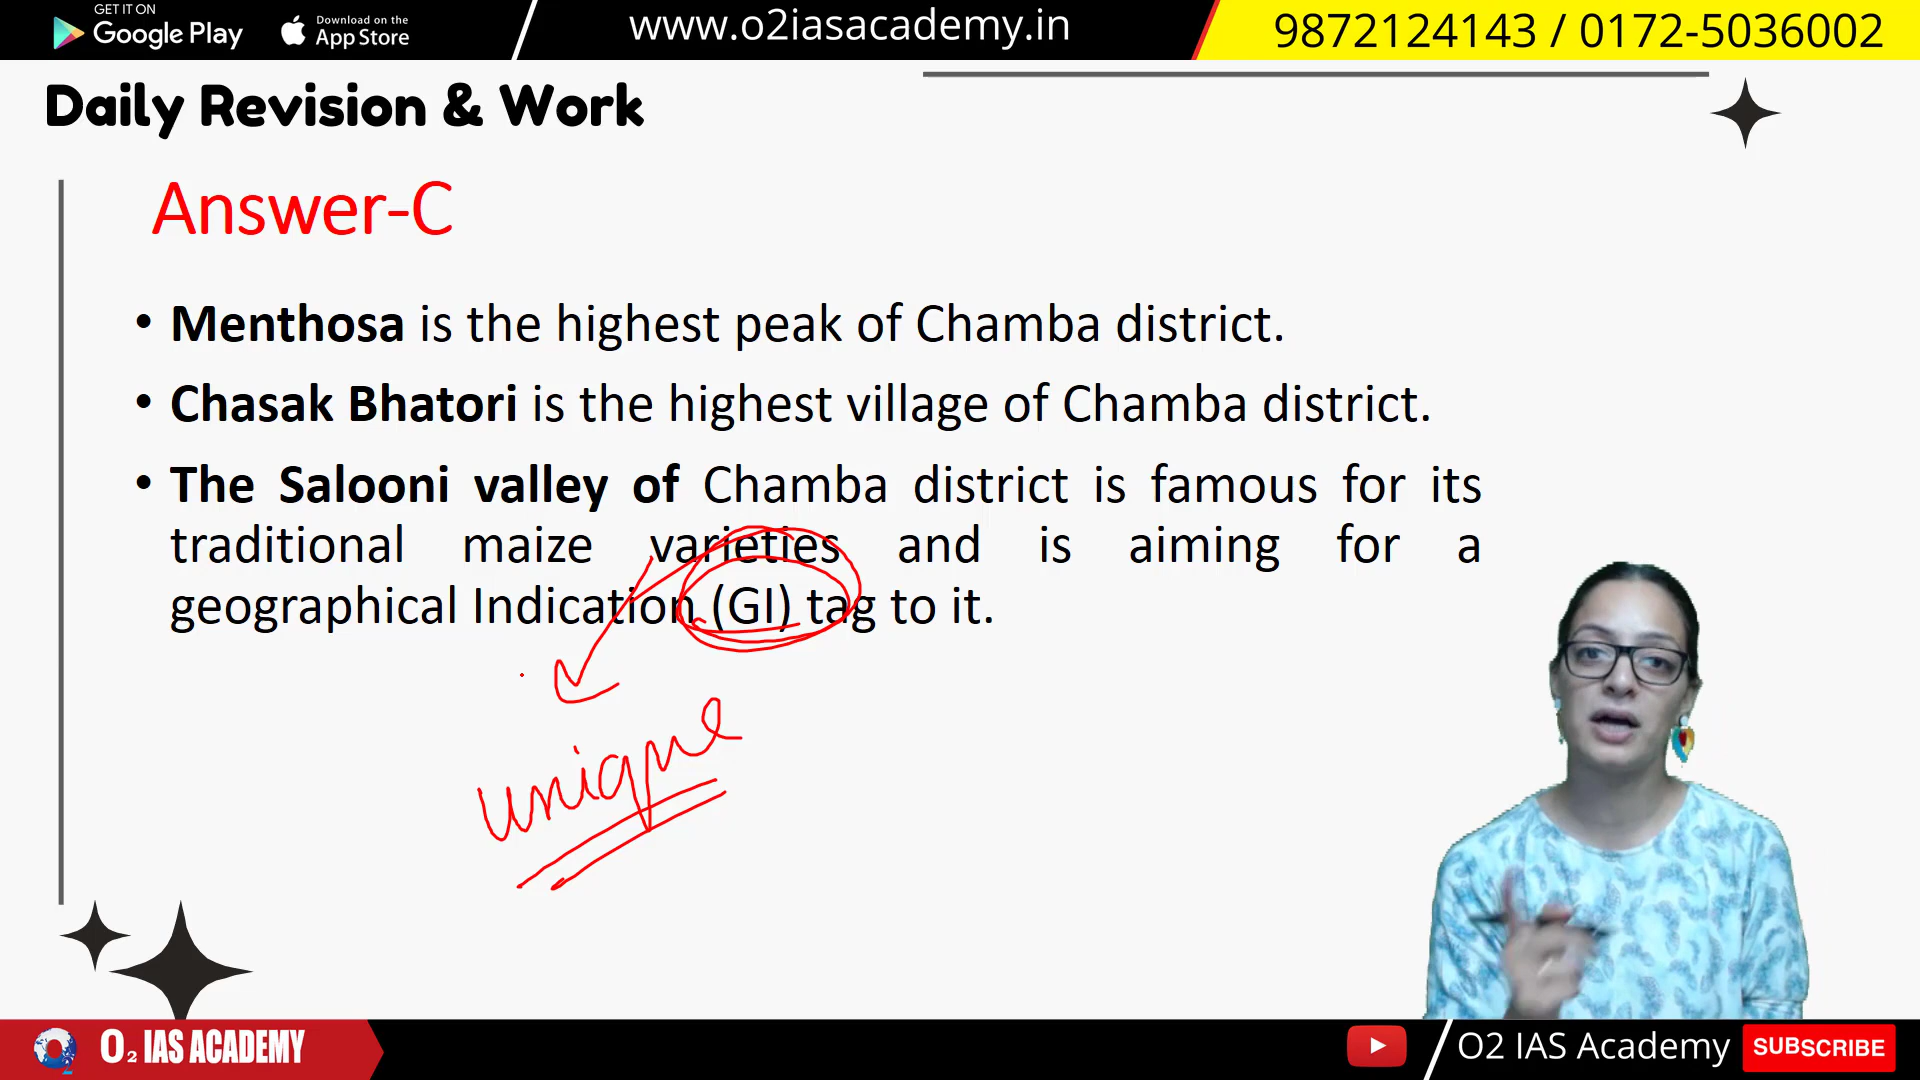 GET IT ON
Google Play
Download on the
App Store
www.o2iasacademy.in
9872124143 / 0172-5036002
Daily Revision & Work
Answer-C
• Menthosa is the highest peak of Chamba district.
• Chasak Bhatori is the highest village of Chamba district.
• The Salooni valley of Chamba district is famous for its
traditional maize varieties and is aiming for a
geographical Indication (GI) tag to it.
unique
O2 IAS ACADEMY
O2 IAS Academy
SUBSCRIBE